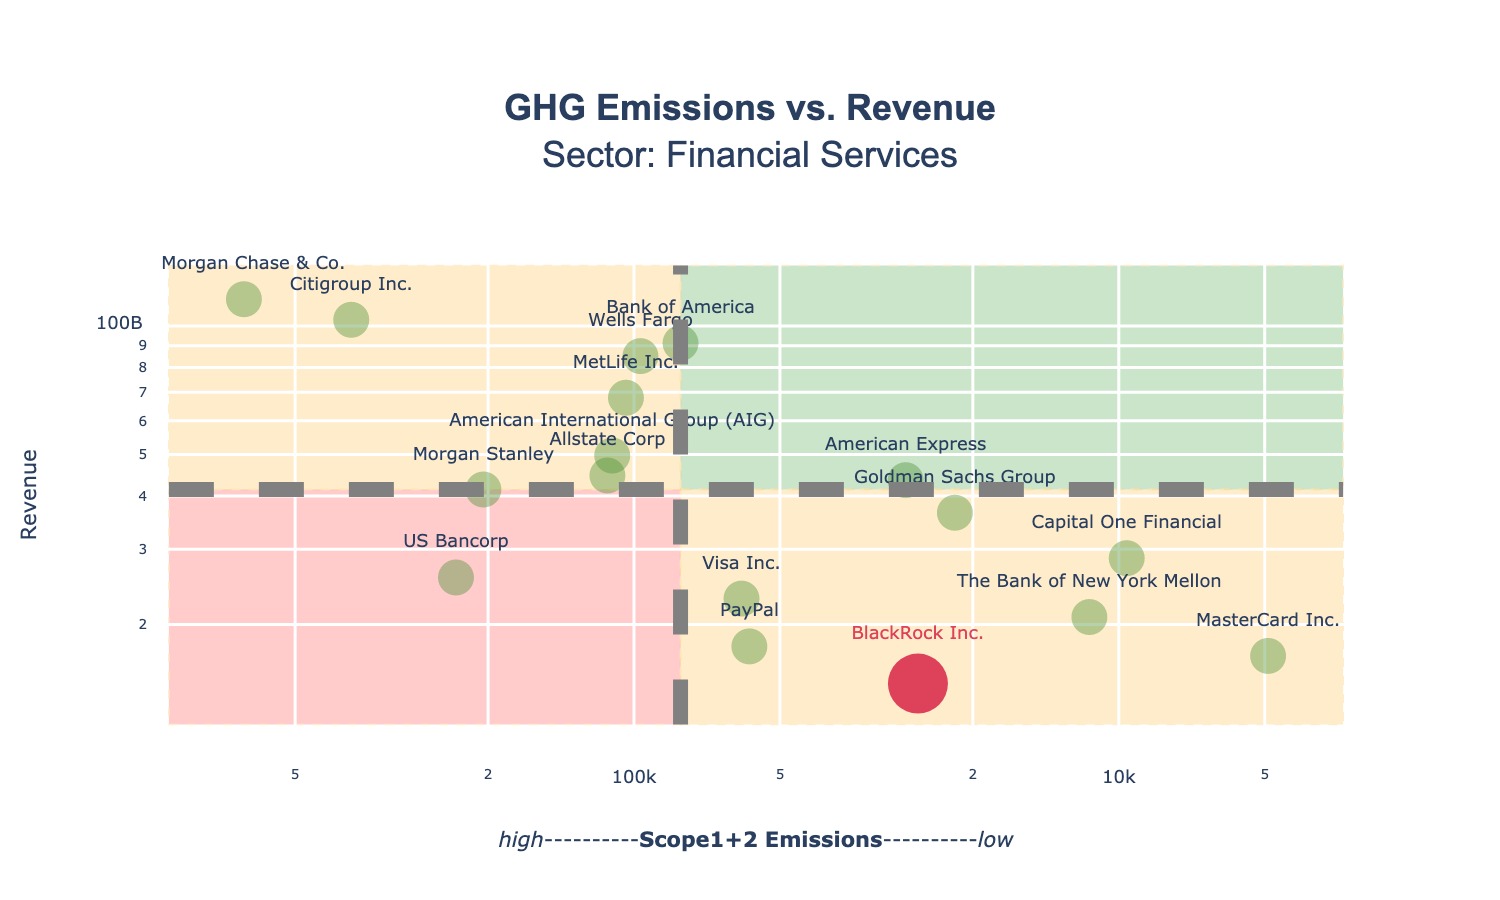 GHG Emissions vs. Revenue
Sector: Financial Services
Morgan Chase & Co.
Citigroup Inc.
Bank of America
Wells Fargo
MetLife Inc.
American International Group (AIG)
Allstate Corp
Morgan Stanley
American Express
Goldman Sachs Group
Capital One Financial
US Bancorp
Visa Inc.
The Bank of New York Mellon
PayPal
MasterCard Inc.
BlackRock Inc.
Revenue
100B
9
8
7
6
5
4
3
2
5 2 100k 5 2 10k 5
high----------Scope1+2 Emissions----------low